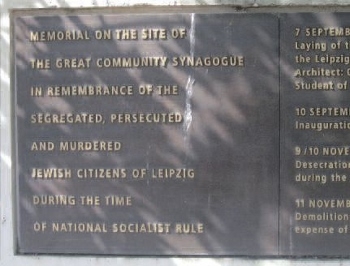 MEMORIAL ON THE SITE OF
THE GREAT COMMUNITY SYNAGOGUE
IN REMEMBRANCE OF THE
SEGREGATED, PERSECUTED
AND MURDERED
JEWISH CITIZENS OF LEIPZIG
DURING THE TIME
OF NATIONAL SOCIALIST RULE
7 SEPTEMB
Laying of t
the Leipzig
Architect:
Student of
10 SEPTEM
Inauguratio
9/10 NOVE
Desecration
during the
11 NOVEMB
Demolition
expense of